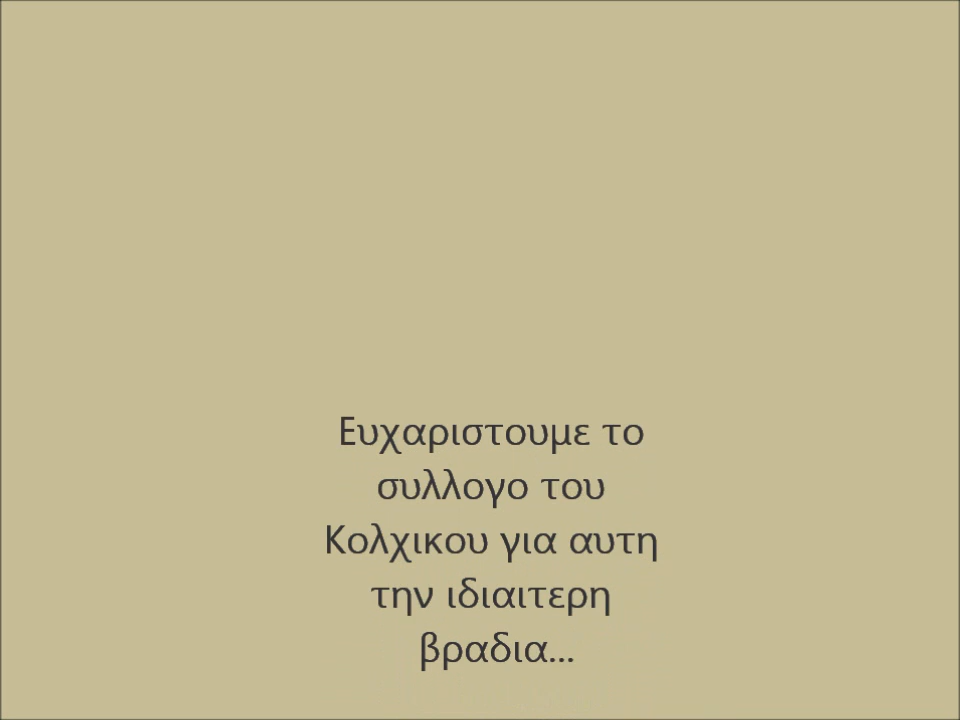 Ευχαριστουμε το
συλλογο του
Κολχικου για αυτη
την ιδιαιτερη
βραδια...